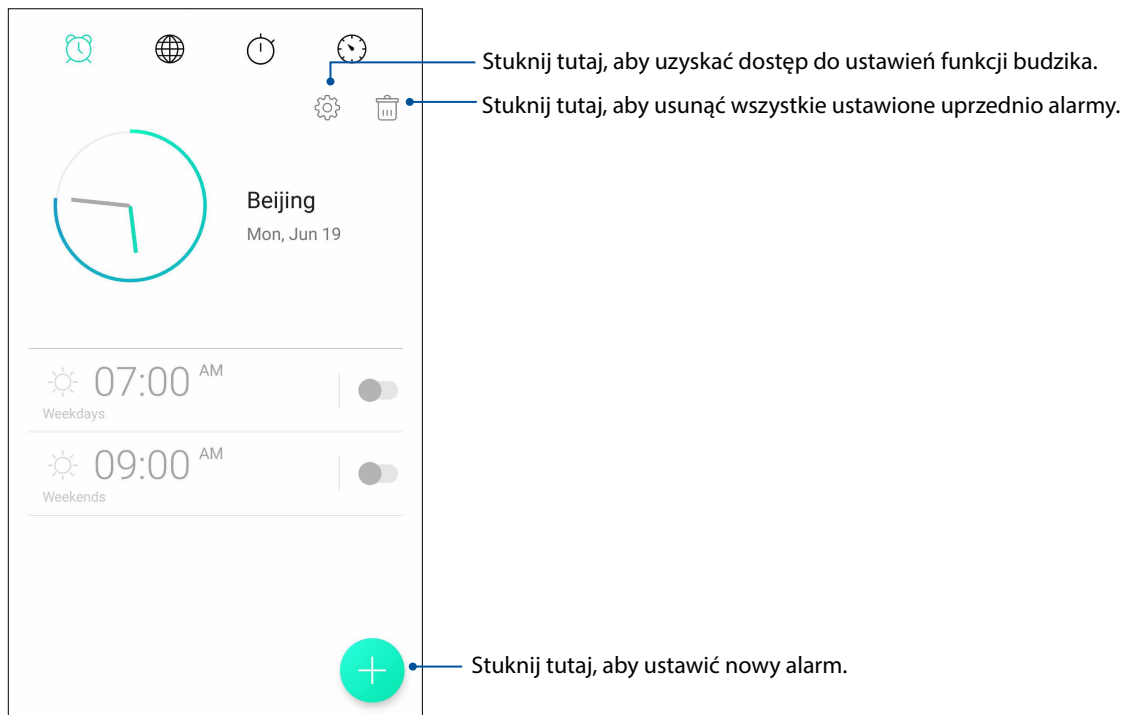 Stuknij tutaj, aby uzyskać dostęp do ustawień funkcji budzika.
Stuknij tutaj, aby usunąć wszystkie ustawione uprzednio alarmy.
Beijing
Mon, Jun 19
07:00 AM
Weekdays
09:00 AM
Weekends
Stuknij tutaj, aby ustawić nowy alarm.